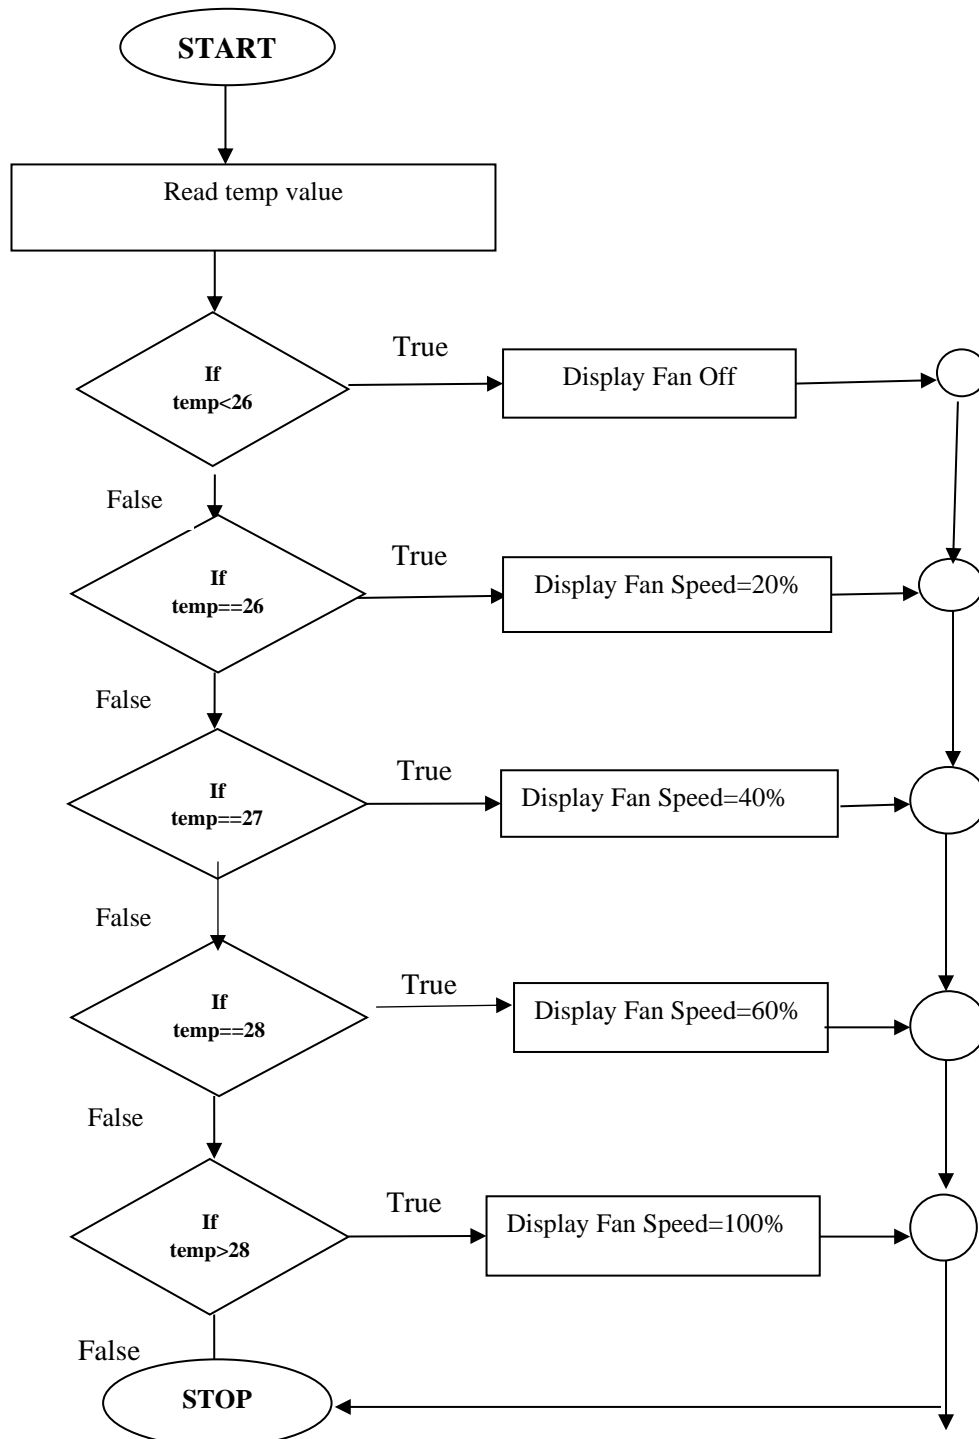 START
Read temp value
If
temp<26
True
Display Fan Off
False
If
temp==26
True
Display Fan Speed=20%
False
If
temp==27
True
Display Fan Speed=40%
False
If
temp==28
True
Display Fan Speed=60%
False
If
temp>28
True
Display Fan Speed=100%
False
STOP